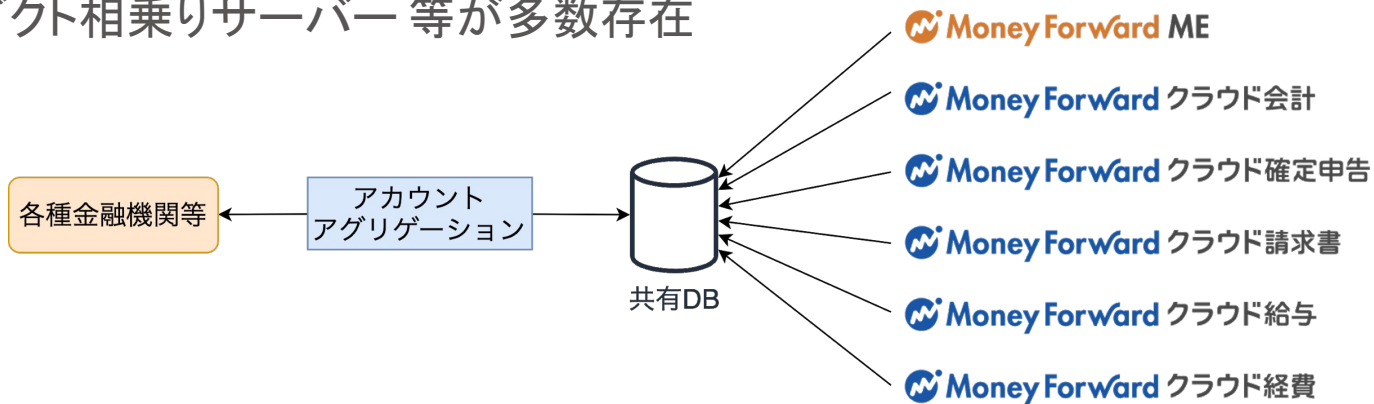 クト相乗りサーバー 等が多数存在
Money Forward ME
Money Forward クラウド会計
Money Forward クラウド確定申告
Money Forward クラウド請求書
Money Forward クラウド給与
Money Forward クラウド経費
各種金融機関等
アカウント
アグリゲーション
共有DB